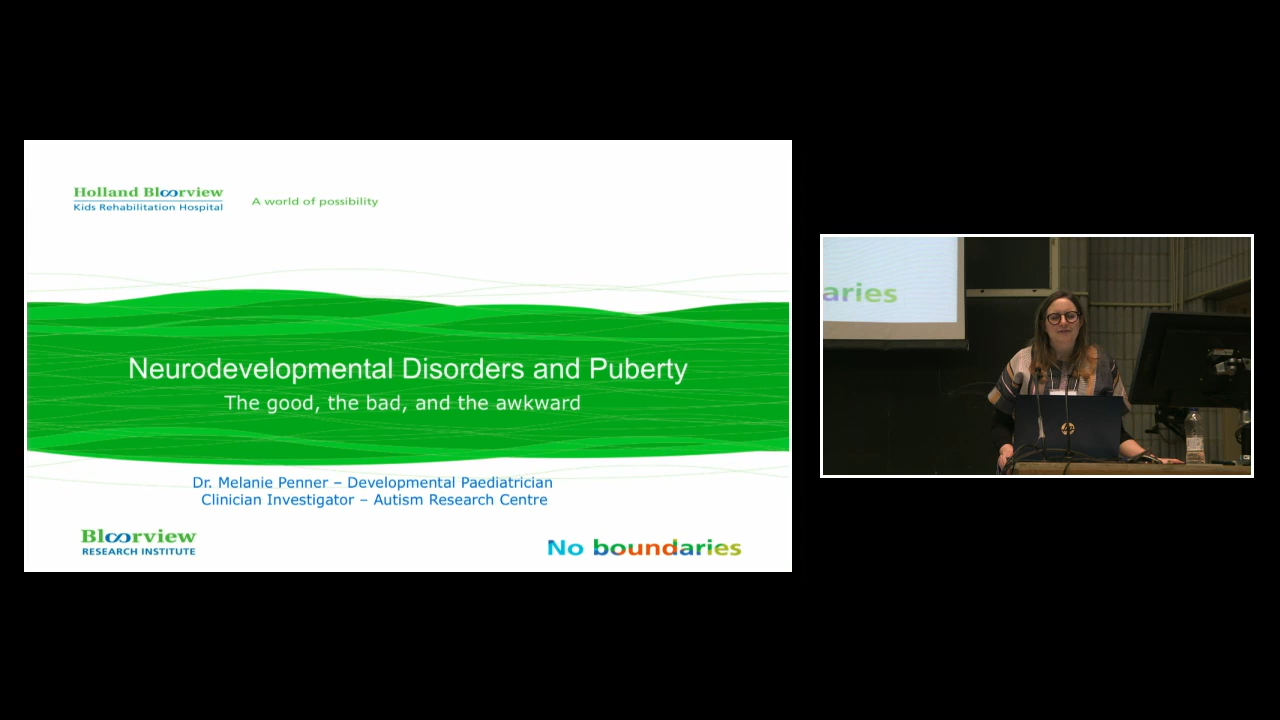 Holland Bloorview
Kids Rehabilitation Hospital
A world of possibility
Neurodevelopmental Disorders and Puberty
The good, the bad, and the awkward
Dr. Melanie Penner – Developmental Paediatrician
Clinician Investigator – Autism Research Centre
Bloorview
RESEARCH INSTITUTE
No boundaries
aries
hp